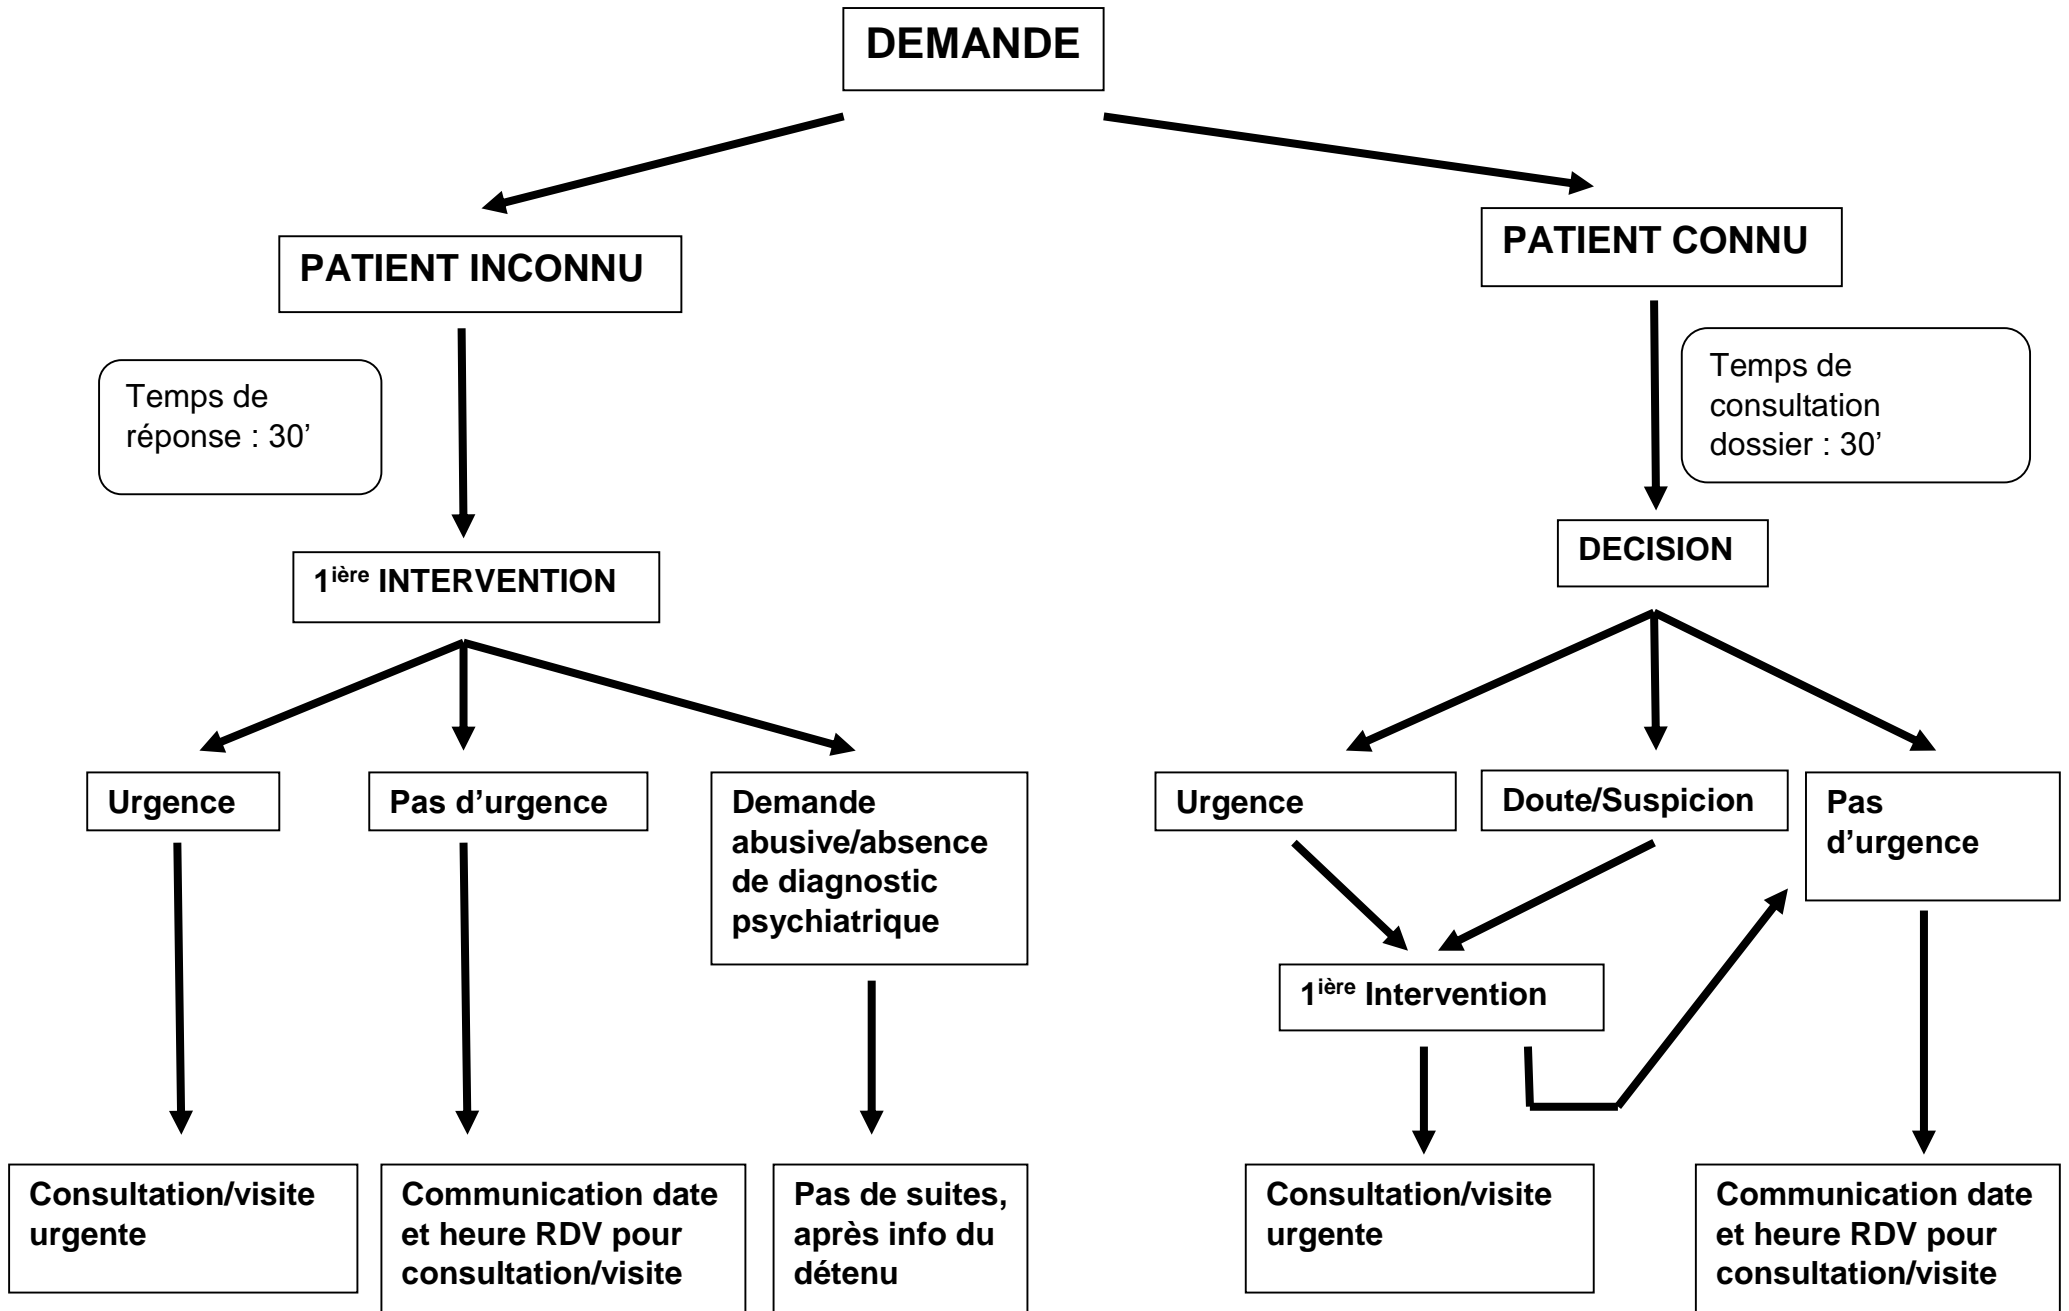 DEMANDE
PATIENT INCONNU
PATIENT CONNU
Temps de
réponse : 30’
Temps de
consultation
dossier : 30’
1ière INTERVENTION
DECISION
Urgence
Pas d’urgence
Demande
abusive/absence
de diagnostic
psychiatrique
Urgence
Doute/Suspicion
Pas
d’urgence
1ière Intervention
Consultation/visite
urgente
Communication date
et heure RDV pour
consultation/visite
Pas de suites,
après info du
détenu
Consultation/visite
urgente
Communication date
et heure RDV pour
consultation/visite